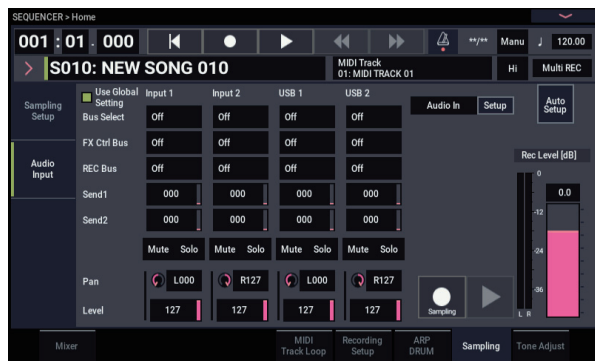 SEQUENCER > Home
001 : 01 . 000 **/** Manu ♩ 120.00
S010: NEW SONG 010 MIDI Track Hi Multi REC
01: MIDI TRACK 01
Sampling Setup
Audio Input
Use Global Setting Input 1 Input 2 USB 1 USB 2
Audio In Setup Auto Setup
Bus Select Off Off Off Off
FX Ctrl Bus Off Off Off Off
REC Bus Off Off Off Off
Send1 000 000 000 000
Send2 000 000 000 000
Mute Solo Mute Solo Mute Solo Mute Solo
Pan L000 R127 L000 R127
Level 127 127 127 127
Rec Level [dB]
0
0.0
-12
-24
-36
L R
Sampling
Mixer MIDI Track Loop Recording Setup ARP DRUM Sampling Tone Adjust